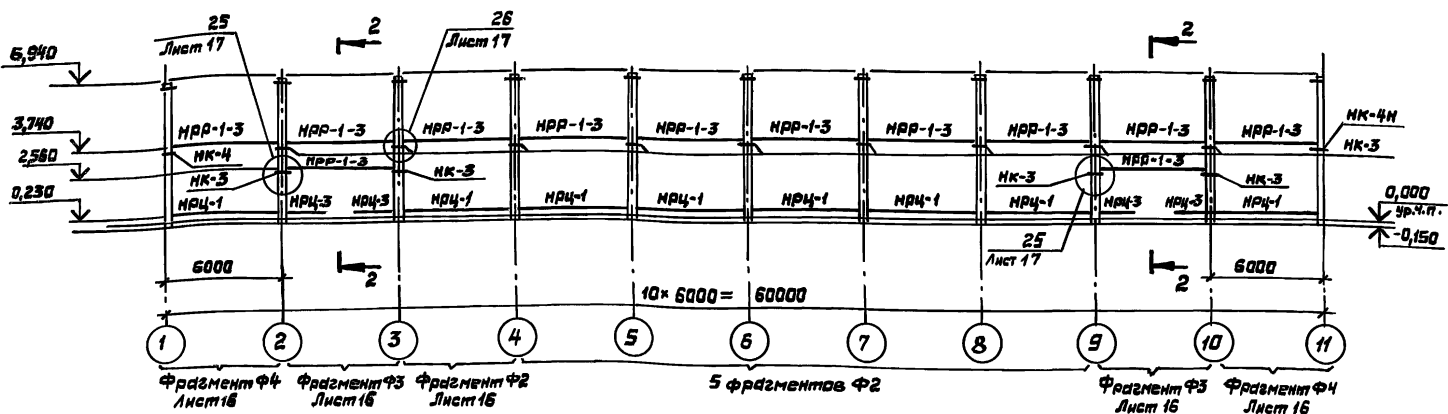 25
Лист 17
2
26
Лист 17
2
6,940
3,740
2,560
0,230
НРР-1-3
НРР-1-3
НРР-1-3
НРР-1-3
НРР-1-3
НРР-1-3
НРР-1-3
НРР-1-3
НРР-1-3
НРР-1-3
НК-4Н
НК-3
НК-4
НРР-1-3
НРР-1-3
НК-3
НК-3
НК-3
НК-3
НРЦ-1
НРЦ-3
НРЦ-3
НРЦ-1
НРЦ-1
НРЦ-1
НРЦ-1
НРЦ-1
НРЦ-3
НРЦ-3
НРЦ-1
0,000
ур.ч.п.
-0,150
25
Лист 17
6000
2
2
6000
10×6000= 60000
1
2
3
4
5
6
7
8
9
10
11
Фрагмент Ф4
Лист 16
Фрагмент Ф3
Лист 16
Фрагмент Ф2
Лист 16
5 фрагментов Ф2
Фрагмент Ф3
Лист 16
Фрагмент Ф4
Лист 16